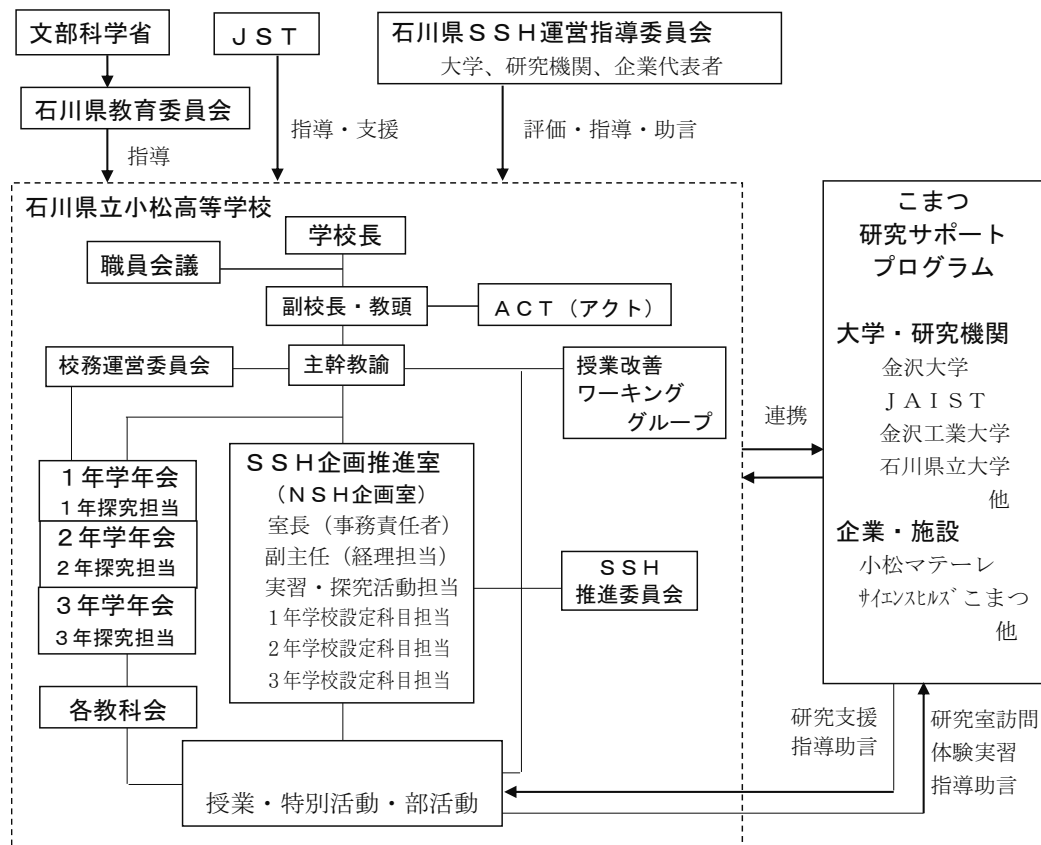 文部科学省
JST
石川県SSH運営指導委員会
大学、研究機関、企業代表者
石川県教育委員会
指導
指導・支援
評価・指導・助言
石川県立小松高等学校
学校長
職員会議
副校長・教頭
ACT（アクト）
校務運営委員会
主幹教諭
授業改善
ワーキング
グループ
1年学年会
1年探究担当
2年学年会
2年探究担当
3年学年会
3年探究担当
各教科会
SSH企画推進室
（NSH企画室）
室長（事務責任者）
副主任（経理担当）
実習・探究活動担当
1年学校設定科目担当
2年学校設定科目担当
3年学校設定科目担当
SSH
推進委員会
授業・特別活動・部活動
連携
こまつ
研究サポート
プログラム
大学・研究機関
金沢大学
JAIST
金沢工業大学
石川県立大学
他
企業・施設
小松マテーレ
ｻｲｴﾝｽﾋﾙｽﾞこまつ
他
研究支援
指導助言
研究室訪問
体験実習
指導助言